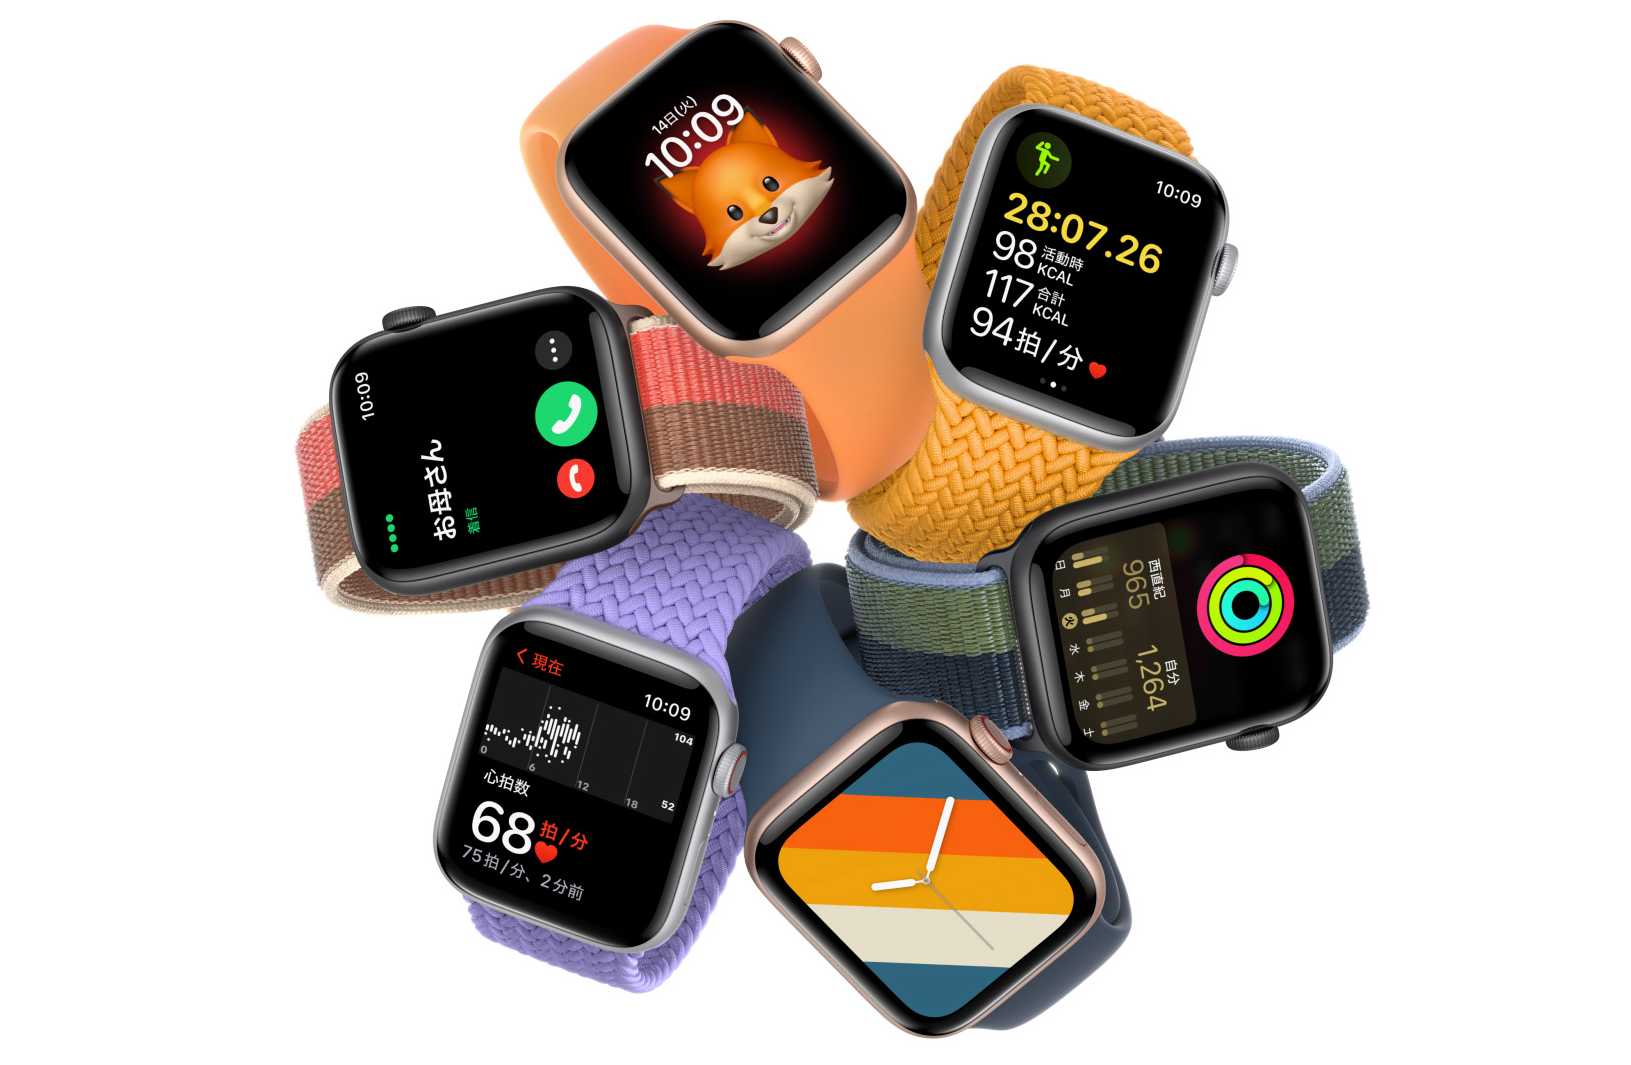 14日(火)
10:09
10:09
28:07.26
98 活動時 KCAL
117 合計 KCAL
94拍/分
10:09
お母さん
着信
西直紀
965
自分
1,264
日 月 火 水 木 金 土
現在
10:09
104
52
0 6 12 18
心拍数
68 拍/分
75拍/分、2分前